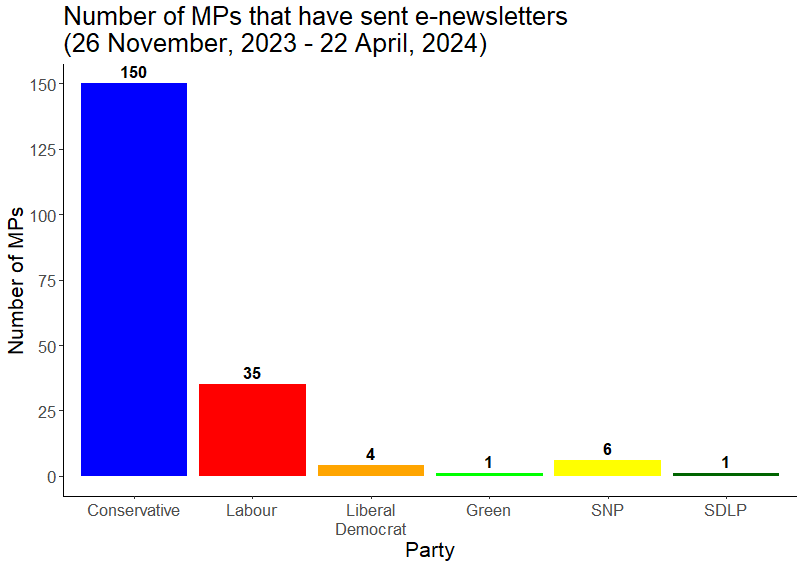 Number of MPs that have sent e-newsletters
(26 November, 2023 - 22 April, 2024)
Number of MPs
150
125
100
75
50
25
0
150
35
4
1
6
1
Conservative
Labour
Liberal
Democrat
Green
SNP
SDLP
Party